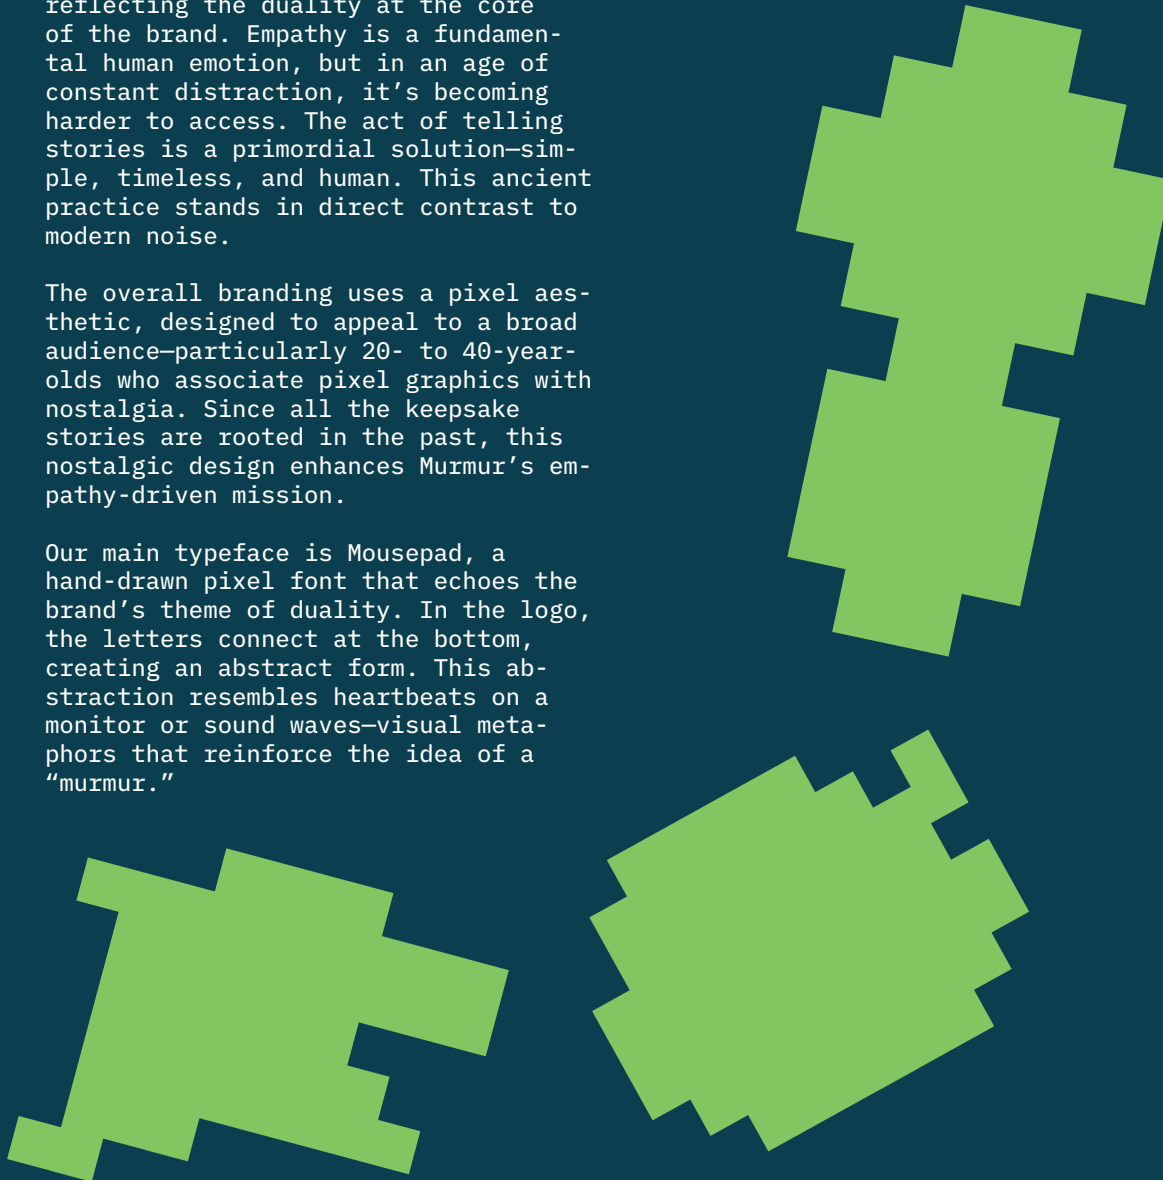 reflecting the duality at the core
of the brand. Empathy is a fundamen-
tal human emotion, but in an age of
constant distraction, it’s becoming
harder to access. The act of telling
stories is a primordial solution—sim-
ple, timeless, and human. This ancient
practice stands in direct contrast to
modern noise.
The overall branding uses a pixel aes-
thetic, designed to appeal to a broad
audience—particularly 20- to 40-year-
olds who associate pixel graphics with
nostalgia. Since all the keepsake
stories are rooted in the past, this
nostalgic design enhances Murmur’s em-
pathy-driven mission.
Our main typeface is Mousepad, a
hand-drawn pixel font that echoes the
brand’s theme of duality. In the logo,
the letters connect at the bottom,
creating an abstract form. This ab-
straction resembles heartbeats on a
monitor or sound waves—visual meta-
phors that reinforce the idea of a
“murmur.”